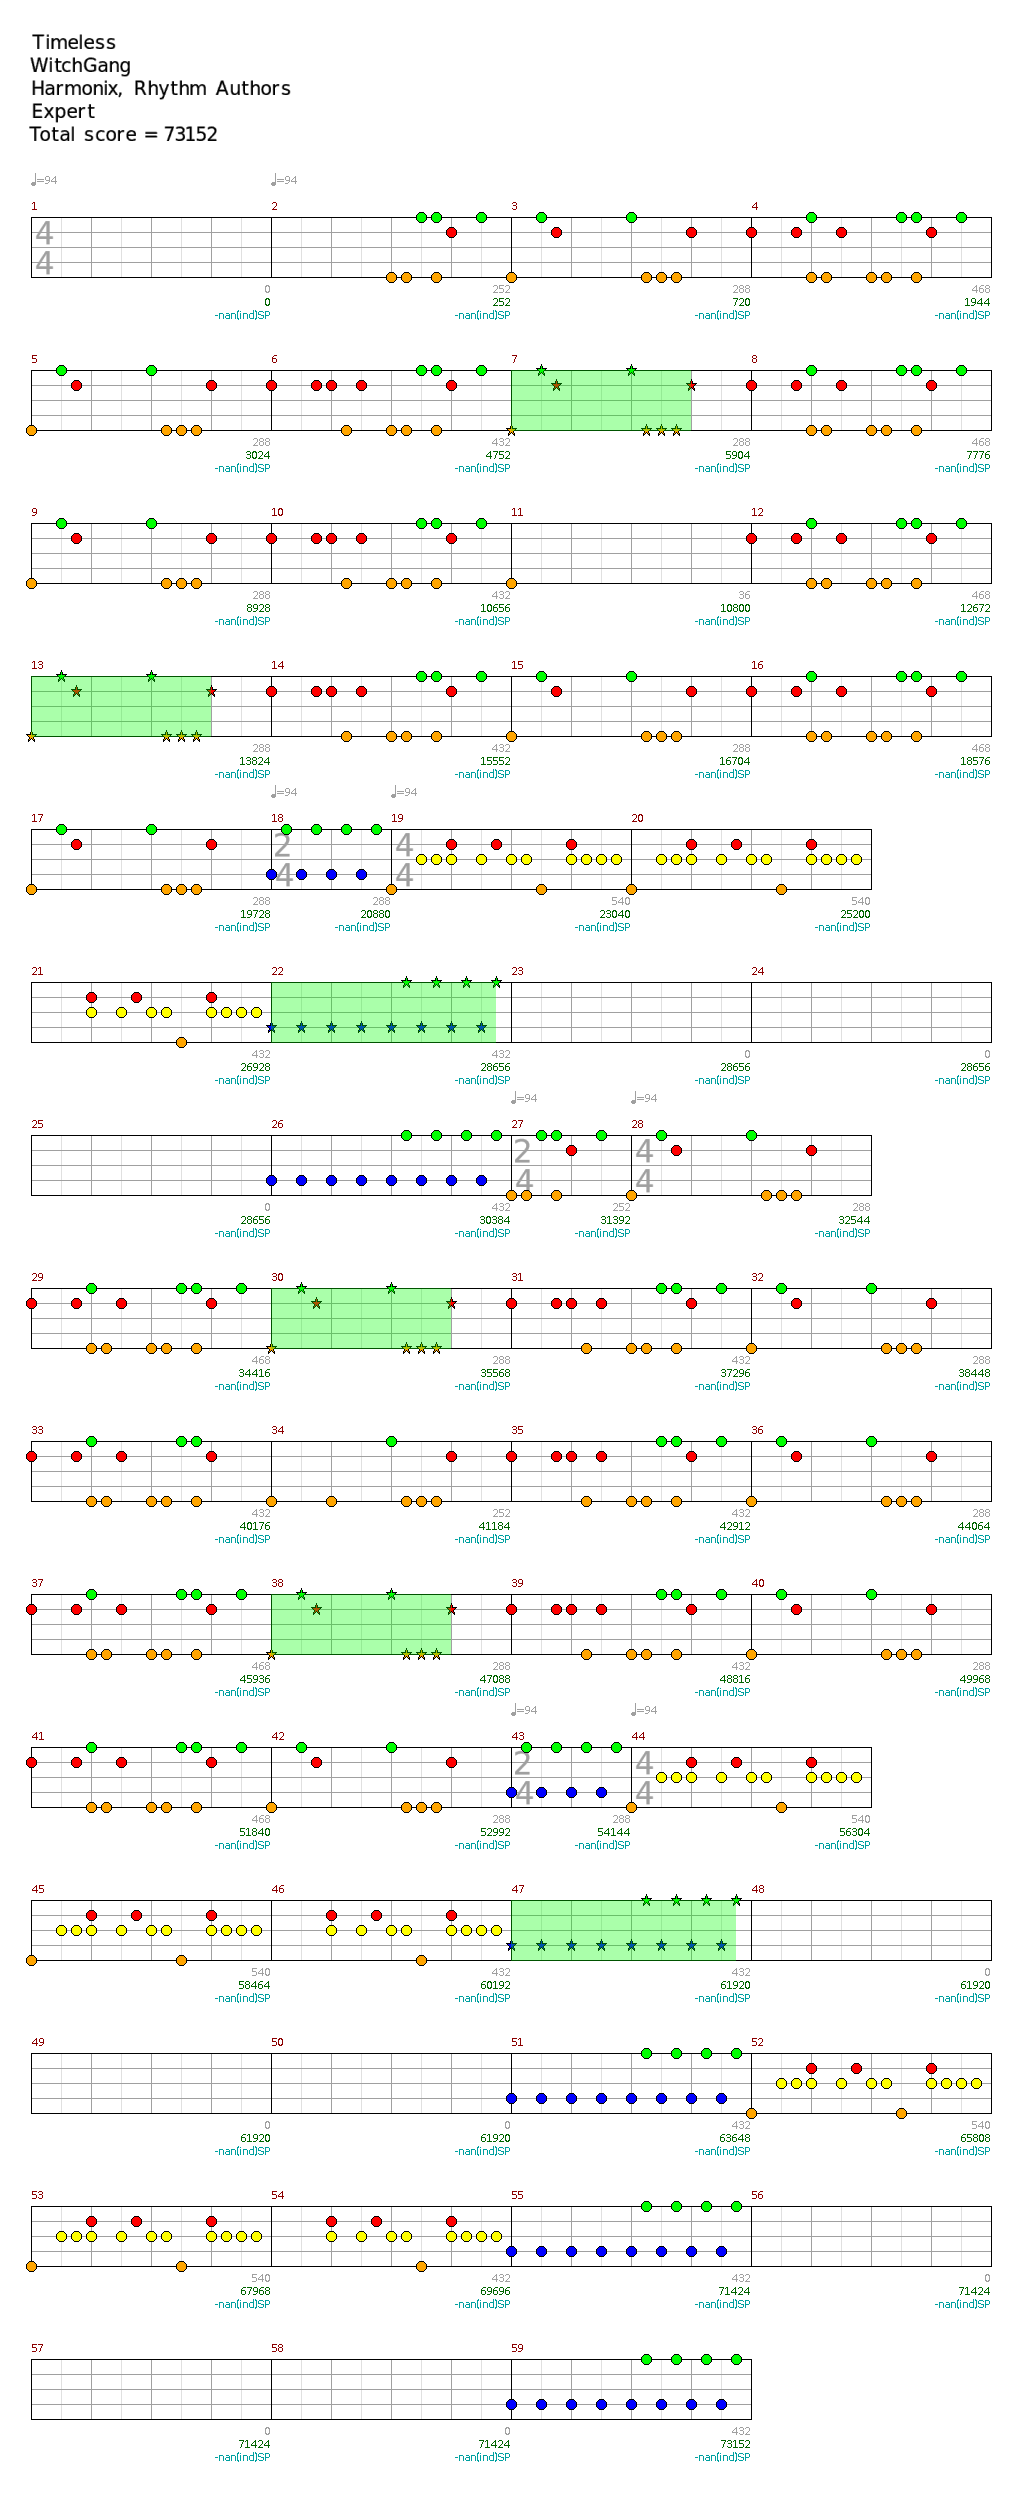 Timeless
WitchGang
Harmonix, Rhythm Authors
Expert
Total score = 73152
♩=94 ♩=94
1 2 3 4
4
4
0 252 288 468
0 252 720 1944
-nan(ind)SP -nan(ind)SP -nan(ind)SP -nan(ind)SP
5 6 7 8
288 432 288 468
3024 4752 5904 7776
-nan(ind)SP -nan(ind)SP -nan(ind)SP -nan(ind)SP
9 10 11 12
288 432 36 468
8928 10656 10800 12672
-nan(ind)SP -nan(ind)SP -nan(ind)SP -nan(ind)SP
13 14 15 16
288 432 288 468
13824 15552 16704 18576
-nan(ind)SP -nan(ind)SP -nan(ind)SP -nan(ind)SP
♩=94 ♩=94
17 18 19 20
2 4
4 4
288 288 540 540
19728 20880 23040 25200
-nan(ind)SP -nan(ind)SP -nan(ind)SP -nan(ind)SP
21 22 23 24
432 432 0 0
26928 28656 28656 28656
-nan(ind)SP -nan(ind)SP -nan(ind)SP -nan(ind)SP
♩=94 ♩=94
25 26 27 28
2 4
4 4
0 432 252 288
28656 30384 31392 32544
-nan(ind)SP -nan(ind)SP -nan(ind)SP -nan(ind)SP
29 30 31 32
468 288 432 288
34416 35568 37296 38448
-nan(ind)SP -nan(ind)SP -nan(ind)SP -nan(ind)SP
33 34 35 36
432 252 432 288
40176 41184 42912 44064
-nan(ind)SP -nan(ind)SP -nan(ind)SP -nan(ind)SP
37 38 39 40
468 288 432 288
45936 47088 48816 49968
-nan(ind)SP -nan(ind)SP -nan(ind)SP -nan(ind)SP
♩=94 ♩=94
41 42 43 44
2 4
4 4
468 288 288 540
51840 52992 54144 56304
-nan(ind)SP -nan(ind)SP -nan(ind)SP -nan(ind)SP
45 46 47 48
540 432 432 0
58464 60192 61920 61920
-nan(ind)SP -nan(ind)SP -nan(ind)SP -nan(ind)SP
49 50 51 52
0 0 432 540
61920 61920 63648 65808
-nan(ind)SP -nan(ind)SP -nan(ind)SP -nan(ind)SP
53 54 55 56
540 432 432 0
67968 69696 71424 71424
-nan(ind)SP -nan(ind)SP -nan(ind)SP -nan(ind)SP
57 58 59
0 0 432
71424 71424 73152
-nan(ind)SP -nan(ind)SP -nan(ind)SP